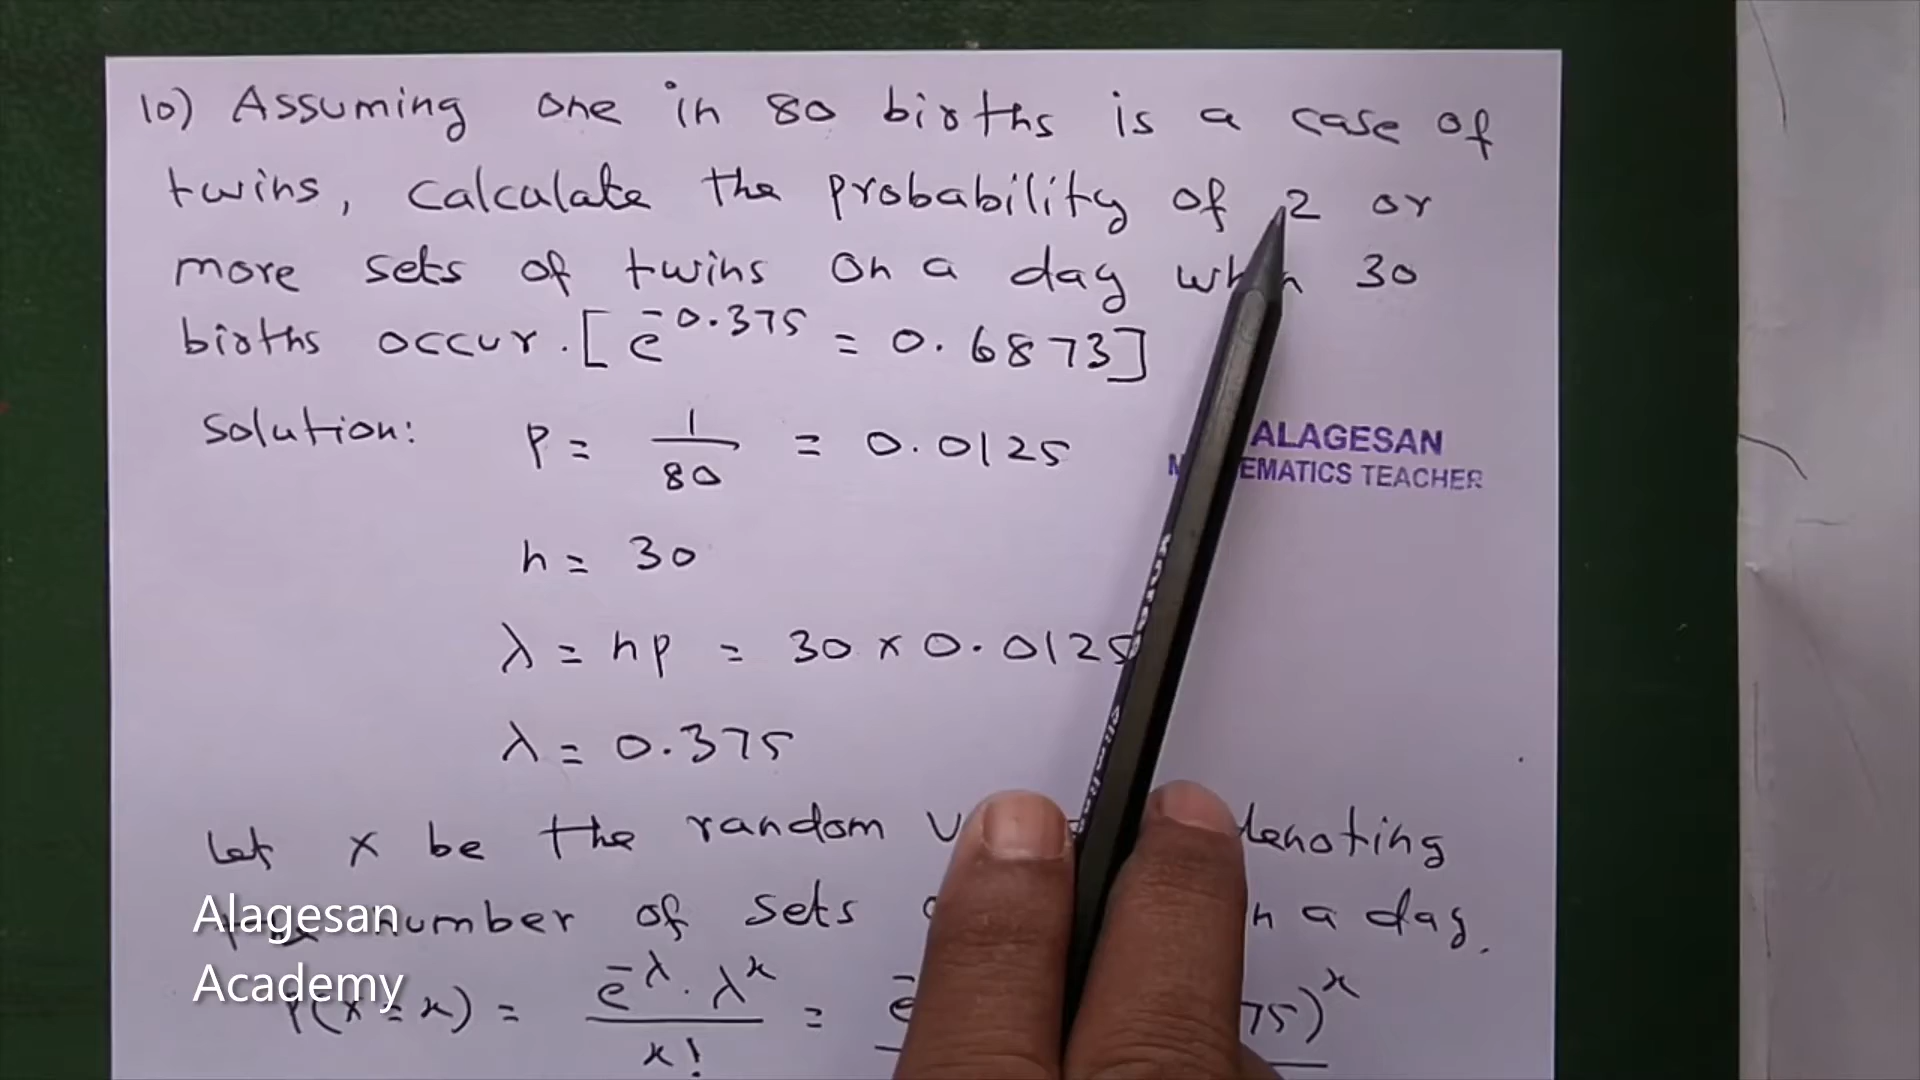 10) Assuming one in 80 births is a case of
twins, calculate the probability of 2 or
more sets of twins on a day 30
births occur. [e^-0.375 = 0.6873]
Solution: P = 1/80 = 0.0125
ALAGESAN
TEACHER
n = 30
λ = np = 30 × 0.0125
λ = 0.375
Let x be the random denoting
number of sets a day.
Alagesan
Academy
P(x = x) = e^-λ . λ^x / x! =